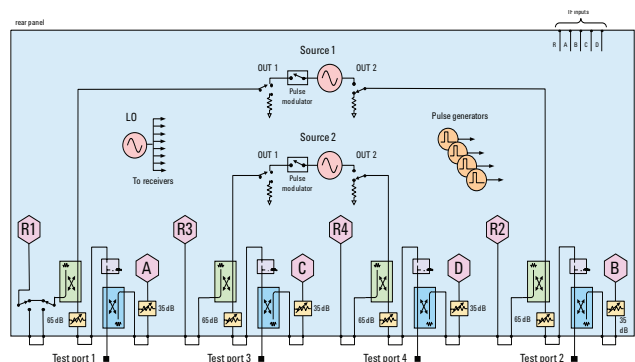 IF inputs
rear panel
R A B C D
Source 1
OUT 1
OUT 2
Pulse
modulator
LO
To receivers
Source 2
OUT 1
OUT 2
Pulse
modulator
Pulse generators
R1
R3
R4
R2
A
C
D
B
65 dB
35 dB
65 dB
35 dB
65 dB
35 dB
65 dB
35
dB
Test port 1
Test port 3
Test port 4
Test port 2